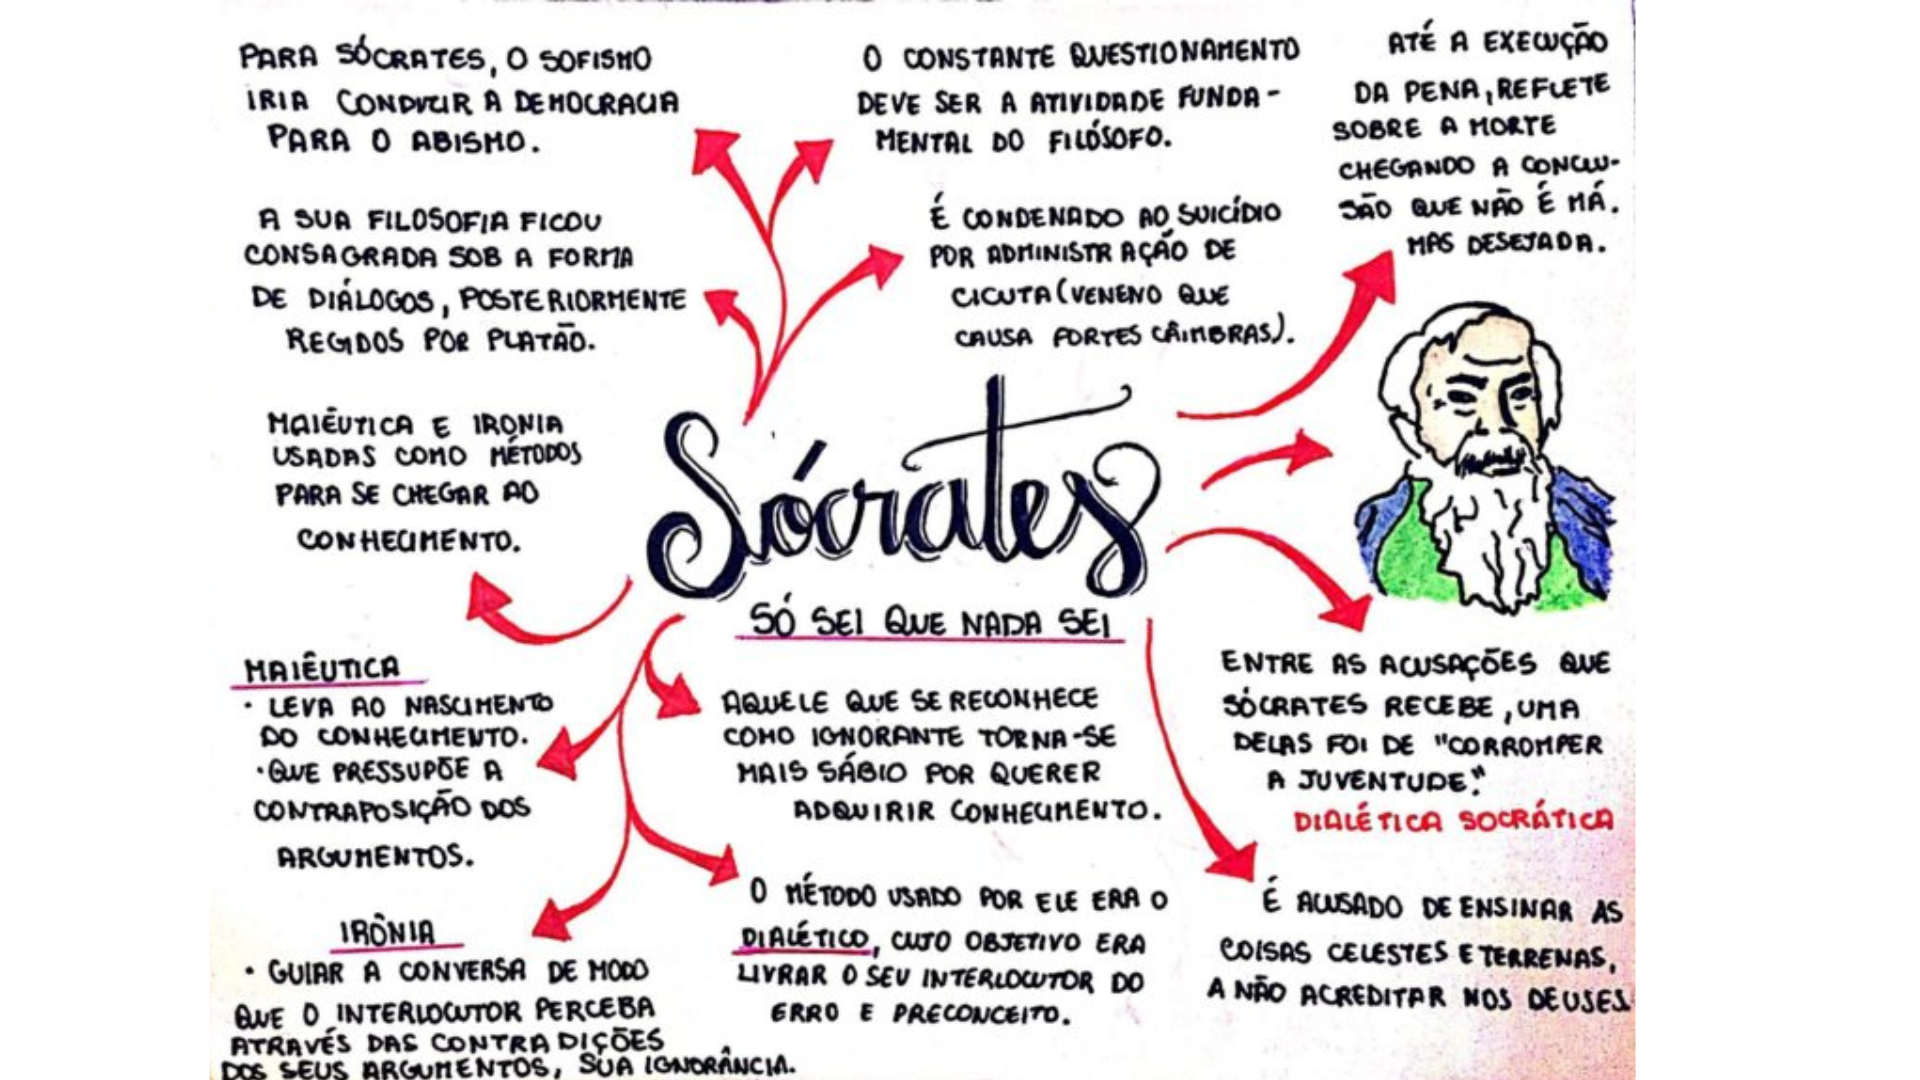 PARA SÓCRATES, O SOFISMO
IRIA CONDUZIR A DEMOCRACIA
PARA O ABISMO.
O CONSTANTE QUESTIONAMENTO
DEVE SER A ATIVIDADE FUNDA-
MENTAL DO FILÓSOFO.
ATÉ A EXECUÇÃO
DA PENA, REFLETE
SOBRE A MORTE
CHEGANDO A CONCLU-
SÃO QUE NÃO É MÁ.
MAS DESEJADA.
A SUA FILOSOFIA FICOU
CONSAGRADA SOB A FORMA
DE DIÁLOGOS, POSTERIORMENTE
REGIDOS POR PLATÃO.
É CONDENADO AO SUICÍDIO
POR ADMINISTRAÇÃO DE
CICUTA (VENENO QUE
CAUSA FORTES CÂIMBRAS).
MAIÊUTICA E IRONIA
USADAS COMO MÉTODOS
PARA SE CHEGAR AO
CONHECIMENTO.
Sócrates
SÓ SEI QUE NADA SEI
MAIÊUTICA
• LEVA AO NASCIMENTO
DO CONHECIMENTO.
• QUE PRESSUPÕE A
CONTRAPOSIÇÃO DOS
ARGUMENTOS.
AQUELE QUE SE RECONHECE
COMO IGNORANTE TORNA-SE
MAIS SÁBIO POR QUERER
ADQUIRIR CONHECIMENTO.
ENTRE AS ACUSAÇÕES QUE
SÓCRATES RECEBE, UMA
DELAS FOI DE "CORROMPER
A JUVENTUDE."
DIALÉTICA SOCRÁTICA
IRÔNIA
• GUIAR A CONVERSA DE MODO
QUE O INTERLOCUTOR PERCEBA
ATRAVÉS DAS CONTRADIÇÕES
DOS SEUS ARGUMENTOS, SUA IGNORÂNCIA.
O MÉTODO USADO POR ELE ERA O
DIALÉTICO, CUJO OBJETIVO ERA
LIVRAR O SEU INTERLOCUTOR DO
ERRO E PRECONCEITO.
É ACUSADO DE ENSINAR AS
COISAS CELESTES E TERRENAS,
A NÃO ACREDITAR NOS DEUSES